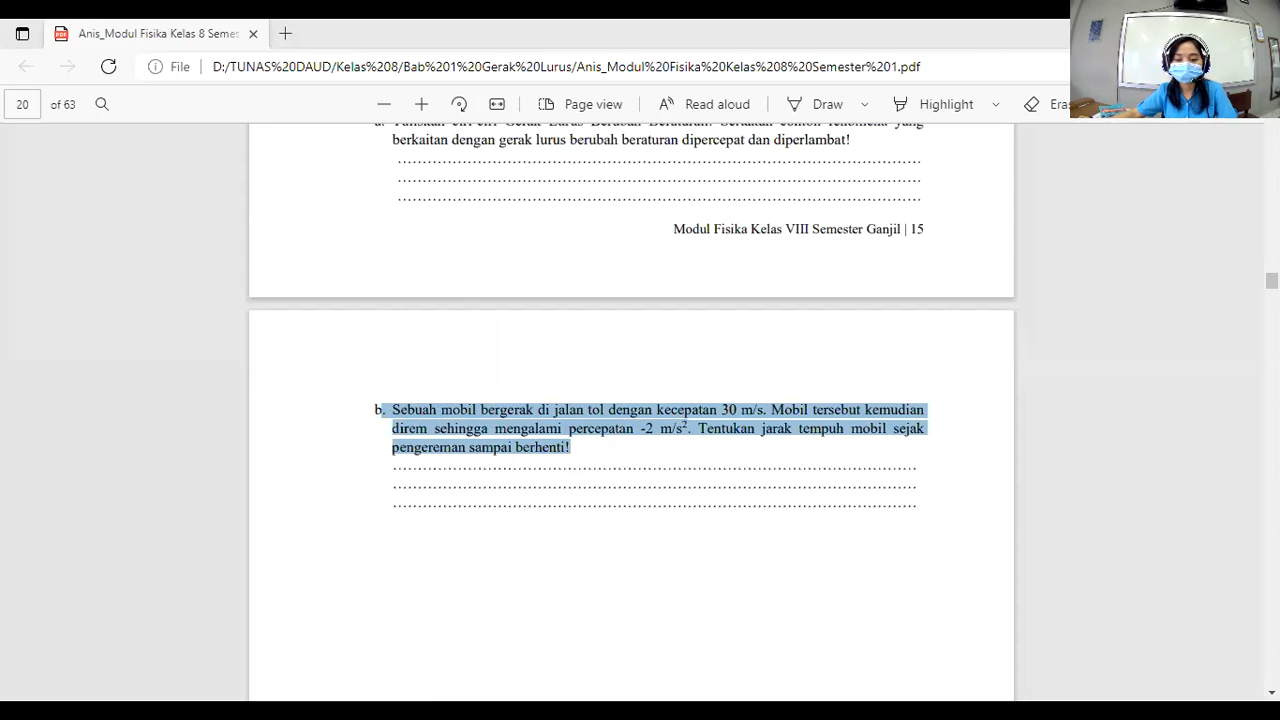 Anis_Modul Fisika Kelas 8 Semes
File D:/TUNAS%20DAUD/Kelas%208/Bab%201%20Gerak%20Lurus/Anis_Modul%20Fisika%20Kelas%208%20Semester%201.pdf
20 of 63 Page view Read aloud Draw Highlight Eras
berkaitan dengan gerak lurus berubah beraturan dipercepat dan diperlambat!
Modul Fisika Kelas VIII Semester Ganjil | 15
b. Sebuah mobil bergerak di jalan tol dengan kecepatan 30 m/s. Mobil tersebut kemudian
direm sehingga mengalami percepatan -2 m/s². Tentukan jarak tempuh mobil sejak
pengereman sampai berhenti!